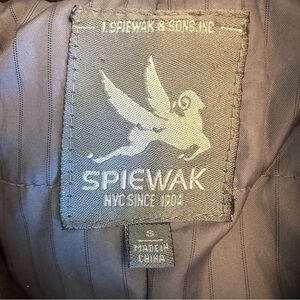 I. SPIEWAK & SONS. INC
SPIEWAK
NYC SINCE 1904
S
MADE IN
CHINA